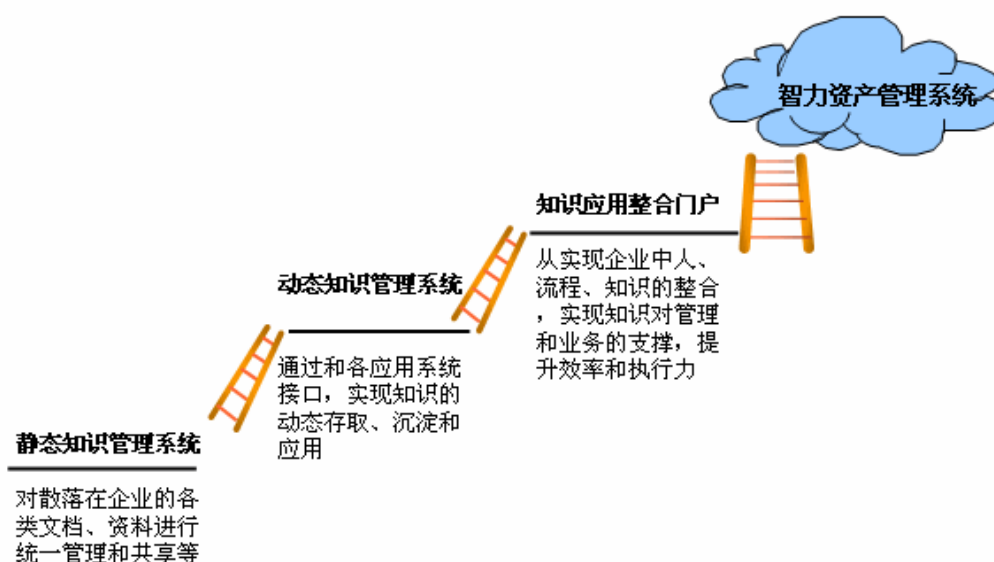 智力资产管理系统
知识应用整合门户
从实现企业中人、
流程、知识的整合
，实现知识对管理
和业务的支撑，提
升效率和执行力
动态知识管理系统
通过和各应用系统
接口，实现知识的
动态存取、沉淀和
应用
静态知识管理系统
对散落在企业的各
类文档、资料进行
统一管理和共享等